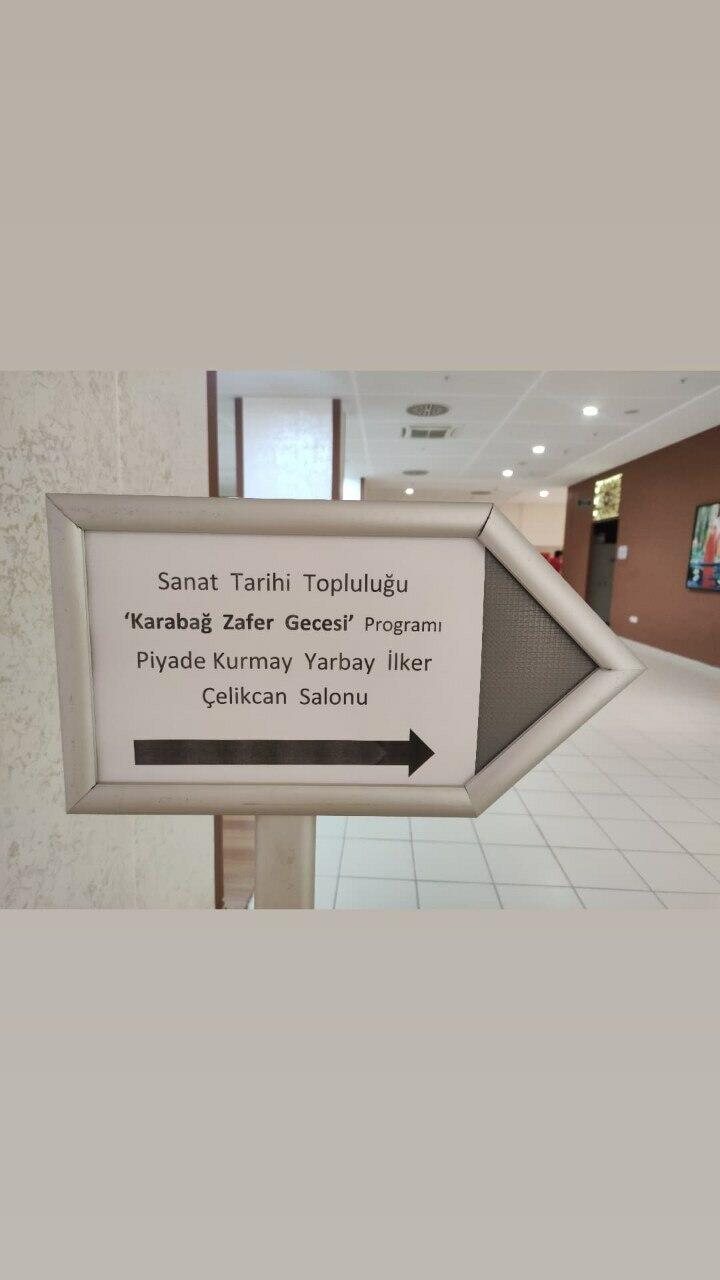 Sanat Tarihi Topluluğu
‘Karabağ Zafer Gecesi’ Programı
Piyade Kurmay Yarbay İlker
Çelikcan Salonu